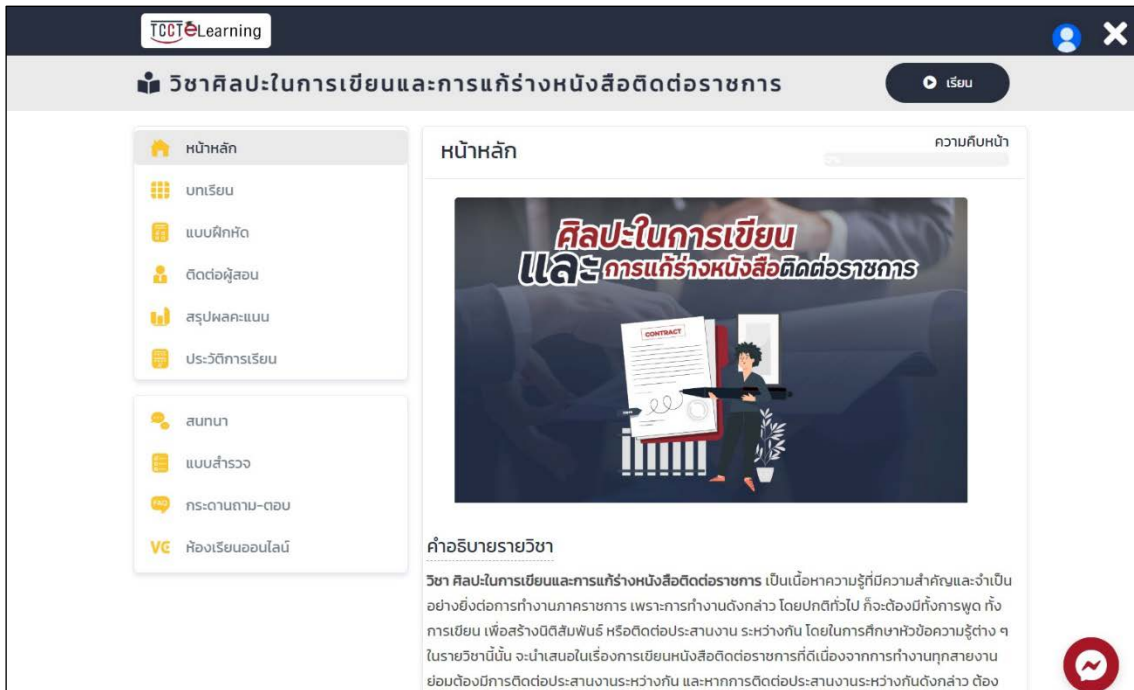 TCCTeLearning
วิชาศิลปะในการเขียนและการแก้ร่างหนังสือติดต่อราชการ
เรียน
หน้าหลัก
บทเรียน
แบบฝึกหัด
ติดต่อผู้สอน
สรุปผลคะแนน
ประวัติการเรียน
สนทนา
แบบสำรวจ
FAQ กระดานถาม-ตอบ
VC ห้องเรียนออนไลน์
หน้าหลัก
ความคืบหน้า
ศิลปะในการเขียน
และ การแก้ร่างหนังสือติดต่อราชการ
CONTRACT
คำอธิบายรายวิชา
วิชา ศิลปะในการเขียนและการแก้ร่างหนังสือติดต่อราชการ เป็นเนื้อหาความรู้ที่มีความสำคัญและจำเป็น
อย่างยิ่งต่อการทำงานภาคราชการ เพราะการทำงานดังกล่าว โดยปกติทั่วไป ก็จะต้องมีทั้งการพูด ทั้ง
การเขียน เพื่อสร้างนิติสัมพันธ์ หรือติดต่อประสานงาน ระหว่างกัน โดยในการศึกษาหัวข้อความรู้ต่าง ๆ
ในรายวิชานี้นั้น จะนำเสนอในเรื่องการเขียนหนังสือติดต่อราชการที่ดีเนื่องจากการทำงานทุกสายงาน
ย่อมต้องมีการติดต่อประสานงานระหว่างกัน และหากการติดต่อประสานงานระหว่างกันดังกล่าว ต้อง